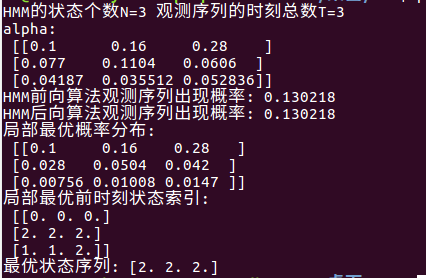 HMM的状态个数N=3 观测序列的时刻总数T=3
alpha:
[[0.1 0.16 0.28 ]
[0.077 0.1104 0.0606 ]
[0.04187 0.035512 0.052836]]
HMM前向算法观测序列出现概率: 0.130218
HMM后向算法观测序列出现概率: 0.130218
局部最优概率分布:
[[0.1 0.16 0.28 ]
[0.028 0.0504 0.042 ]
[0.00756 0.01008 0.0147 ]]
局部最优前时刻状态索引:
[[0. 0. 0.]
[2. 2. 2.]
[1. 1. 2.]]
最优状态序列: [2. 2. 2.]